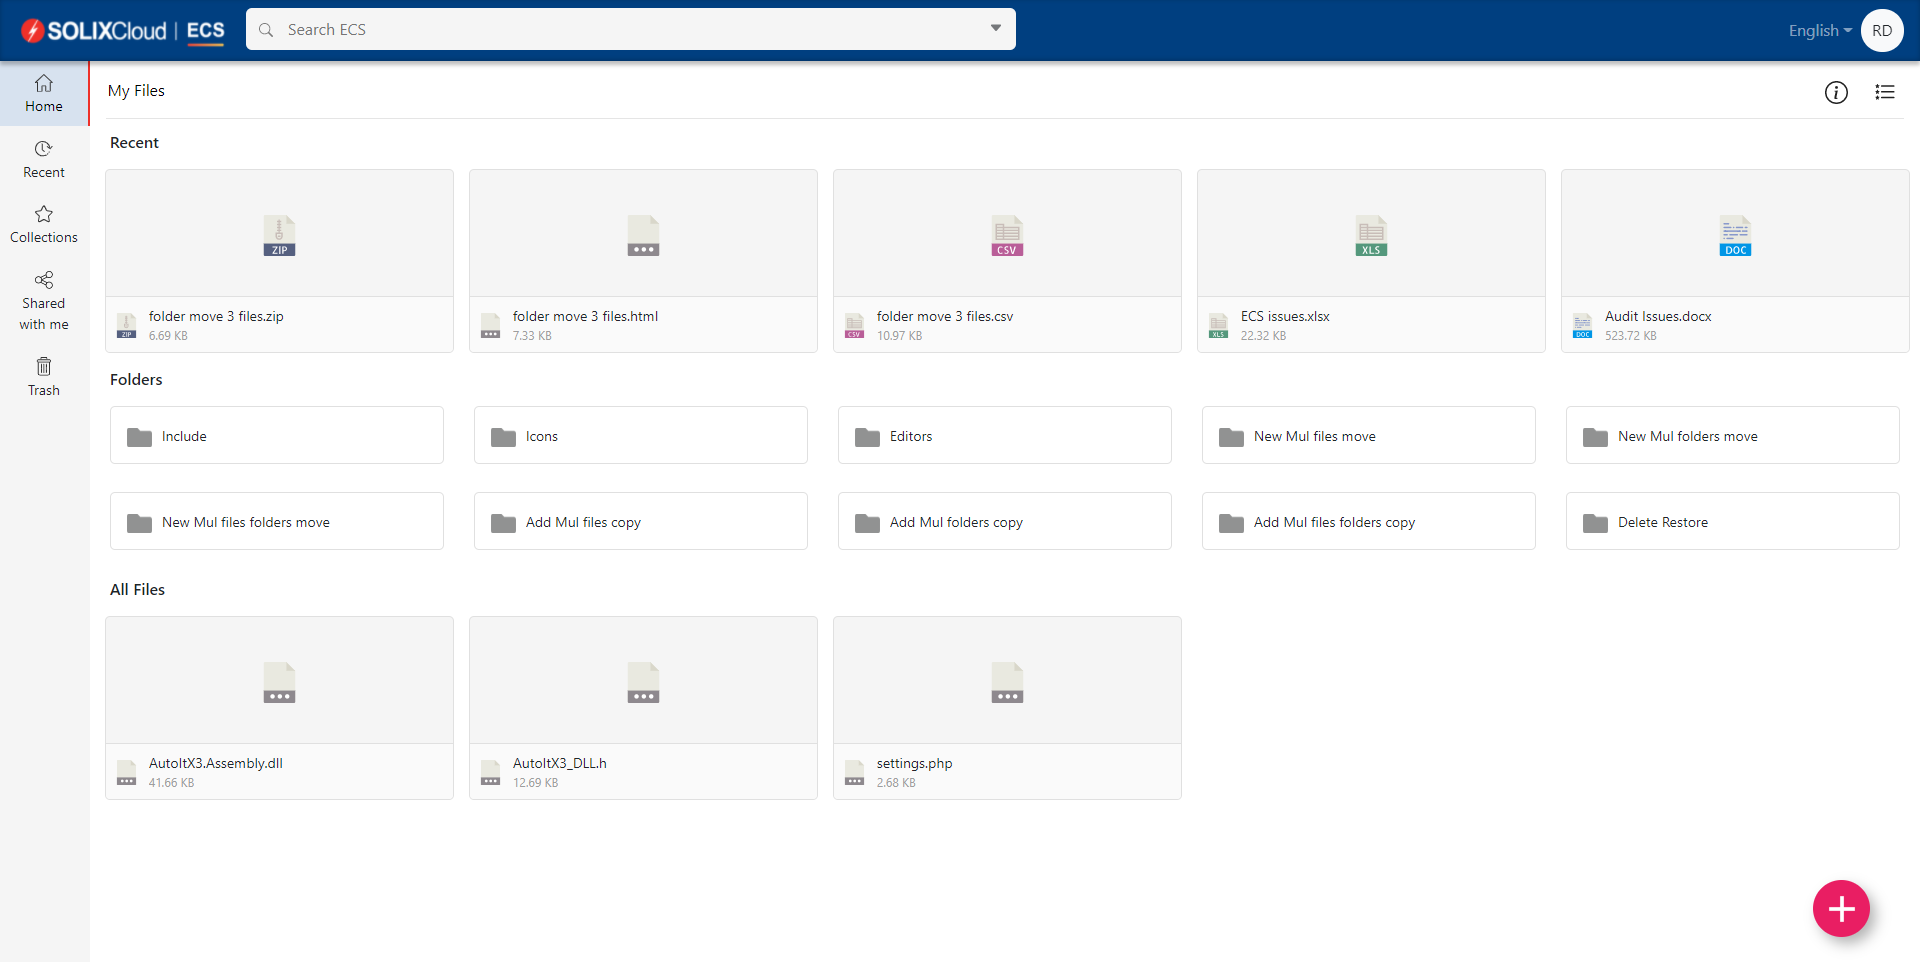 SOLIXCloud | ECS
Search ECS
English
RD
Home
Recent
Collections
Shared
with me
Trash
My Files
Recent
ZIP
CSV
XLS
DOC
ZIP
folder move 3 files.zip
6.69 KB
folder move 3 files.html
7.33 KB
CSV
folder move 3 files.csv
10.97 KB
XLS
ECS issues.xlsx
22.32 KB
DOC
Audit Issues.docx
523.72 KB
Folders
Include
Icons
Editors
New Mul files move
New Mul folders move
New Mul files folders move
Add Mul files copy
Add Mul folders copy
Add Mul files folders copy
Delete Restore
All Files
AutoItX3.Assembly.dll
41.66 KB
AutoItX3_DLL.h
12.69 KB
settings.php
2.68 KB